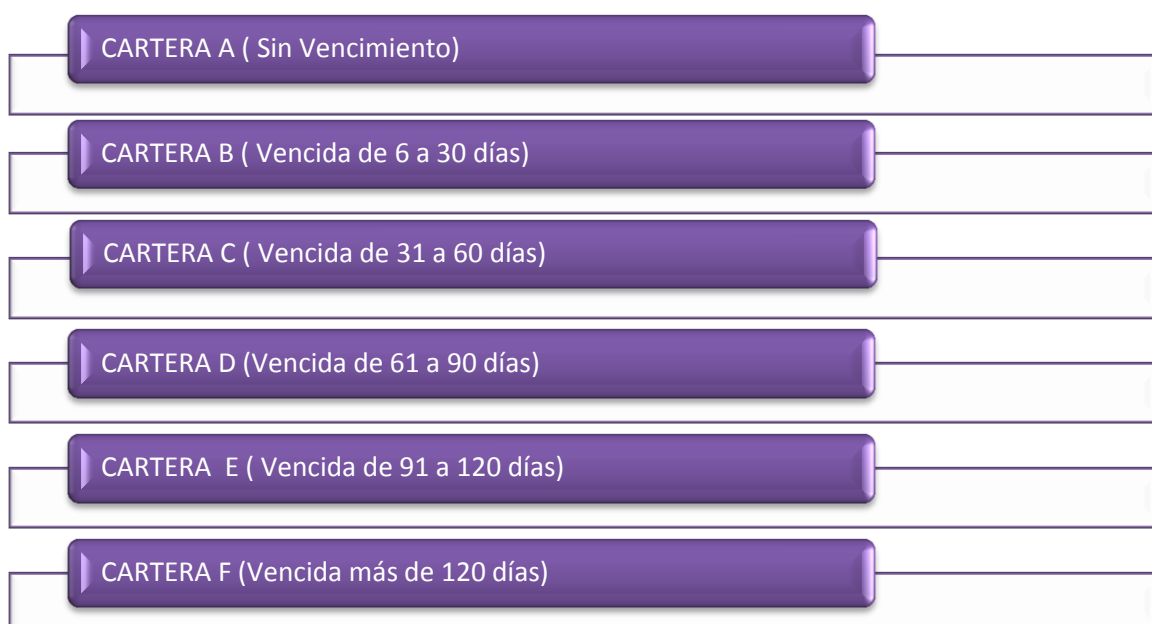 CARTERA A ( Sin Vencimiento)
CARTERA B ( Vencida de 6 a 30 días)
CARTERA C ( Vencida de 31 a 60 días)
CARTERA D (Vencida de 61 a 90 días)
CARTERA  E ( Vencida de 91 a 120 días)
CARTERA F (Vencida más de 120 días)